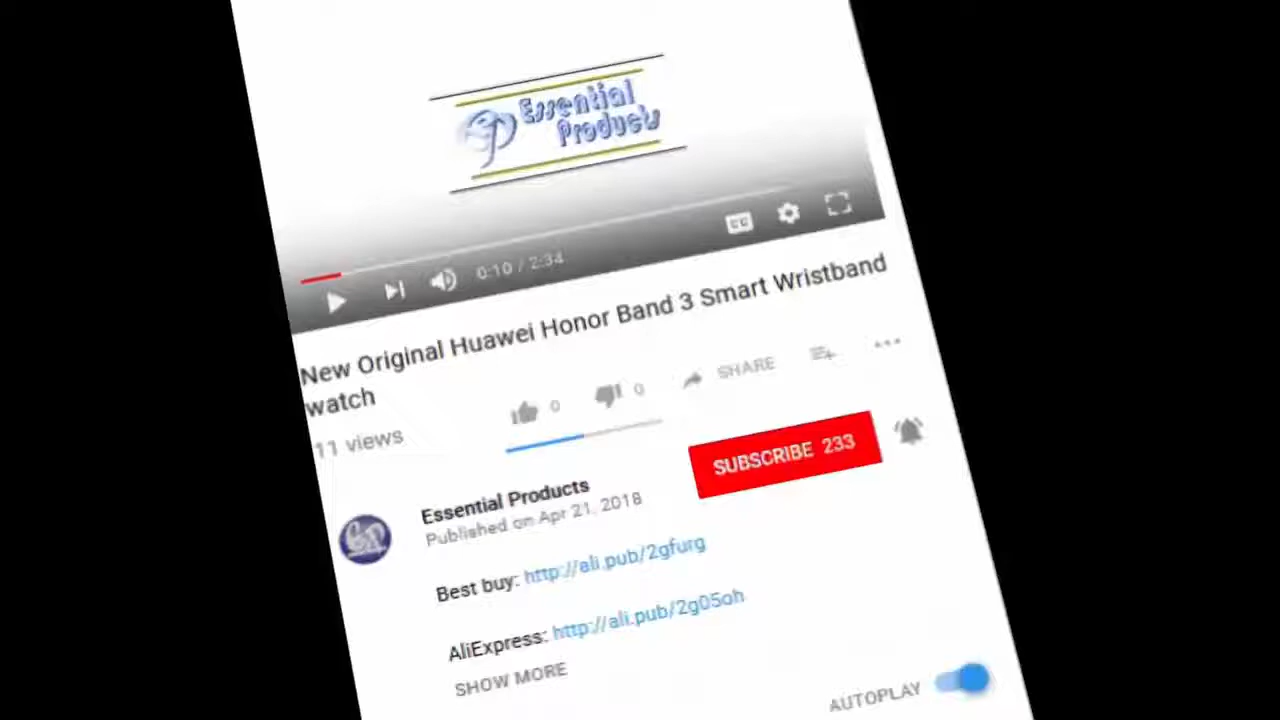 Essential
Products
CC
0:10 / 2:34
New Original Huawei Honor Band 3 Smart Wristband
watch
11 views
0
0
SHARE
SUBSCRIBE 233
Essential Products
Published on Apr 21, 2018
Best buy: http://ali.pub/2gfurg
AliExpress: http://ali.pub/2g05oh
SHOW MORE
AUTOPLAY